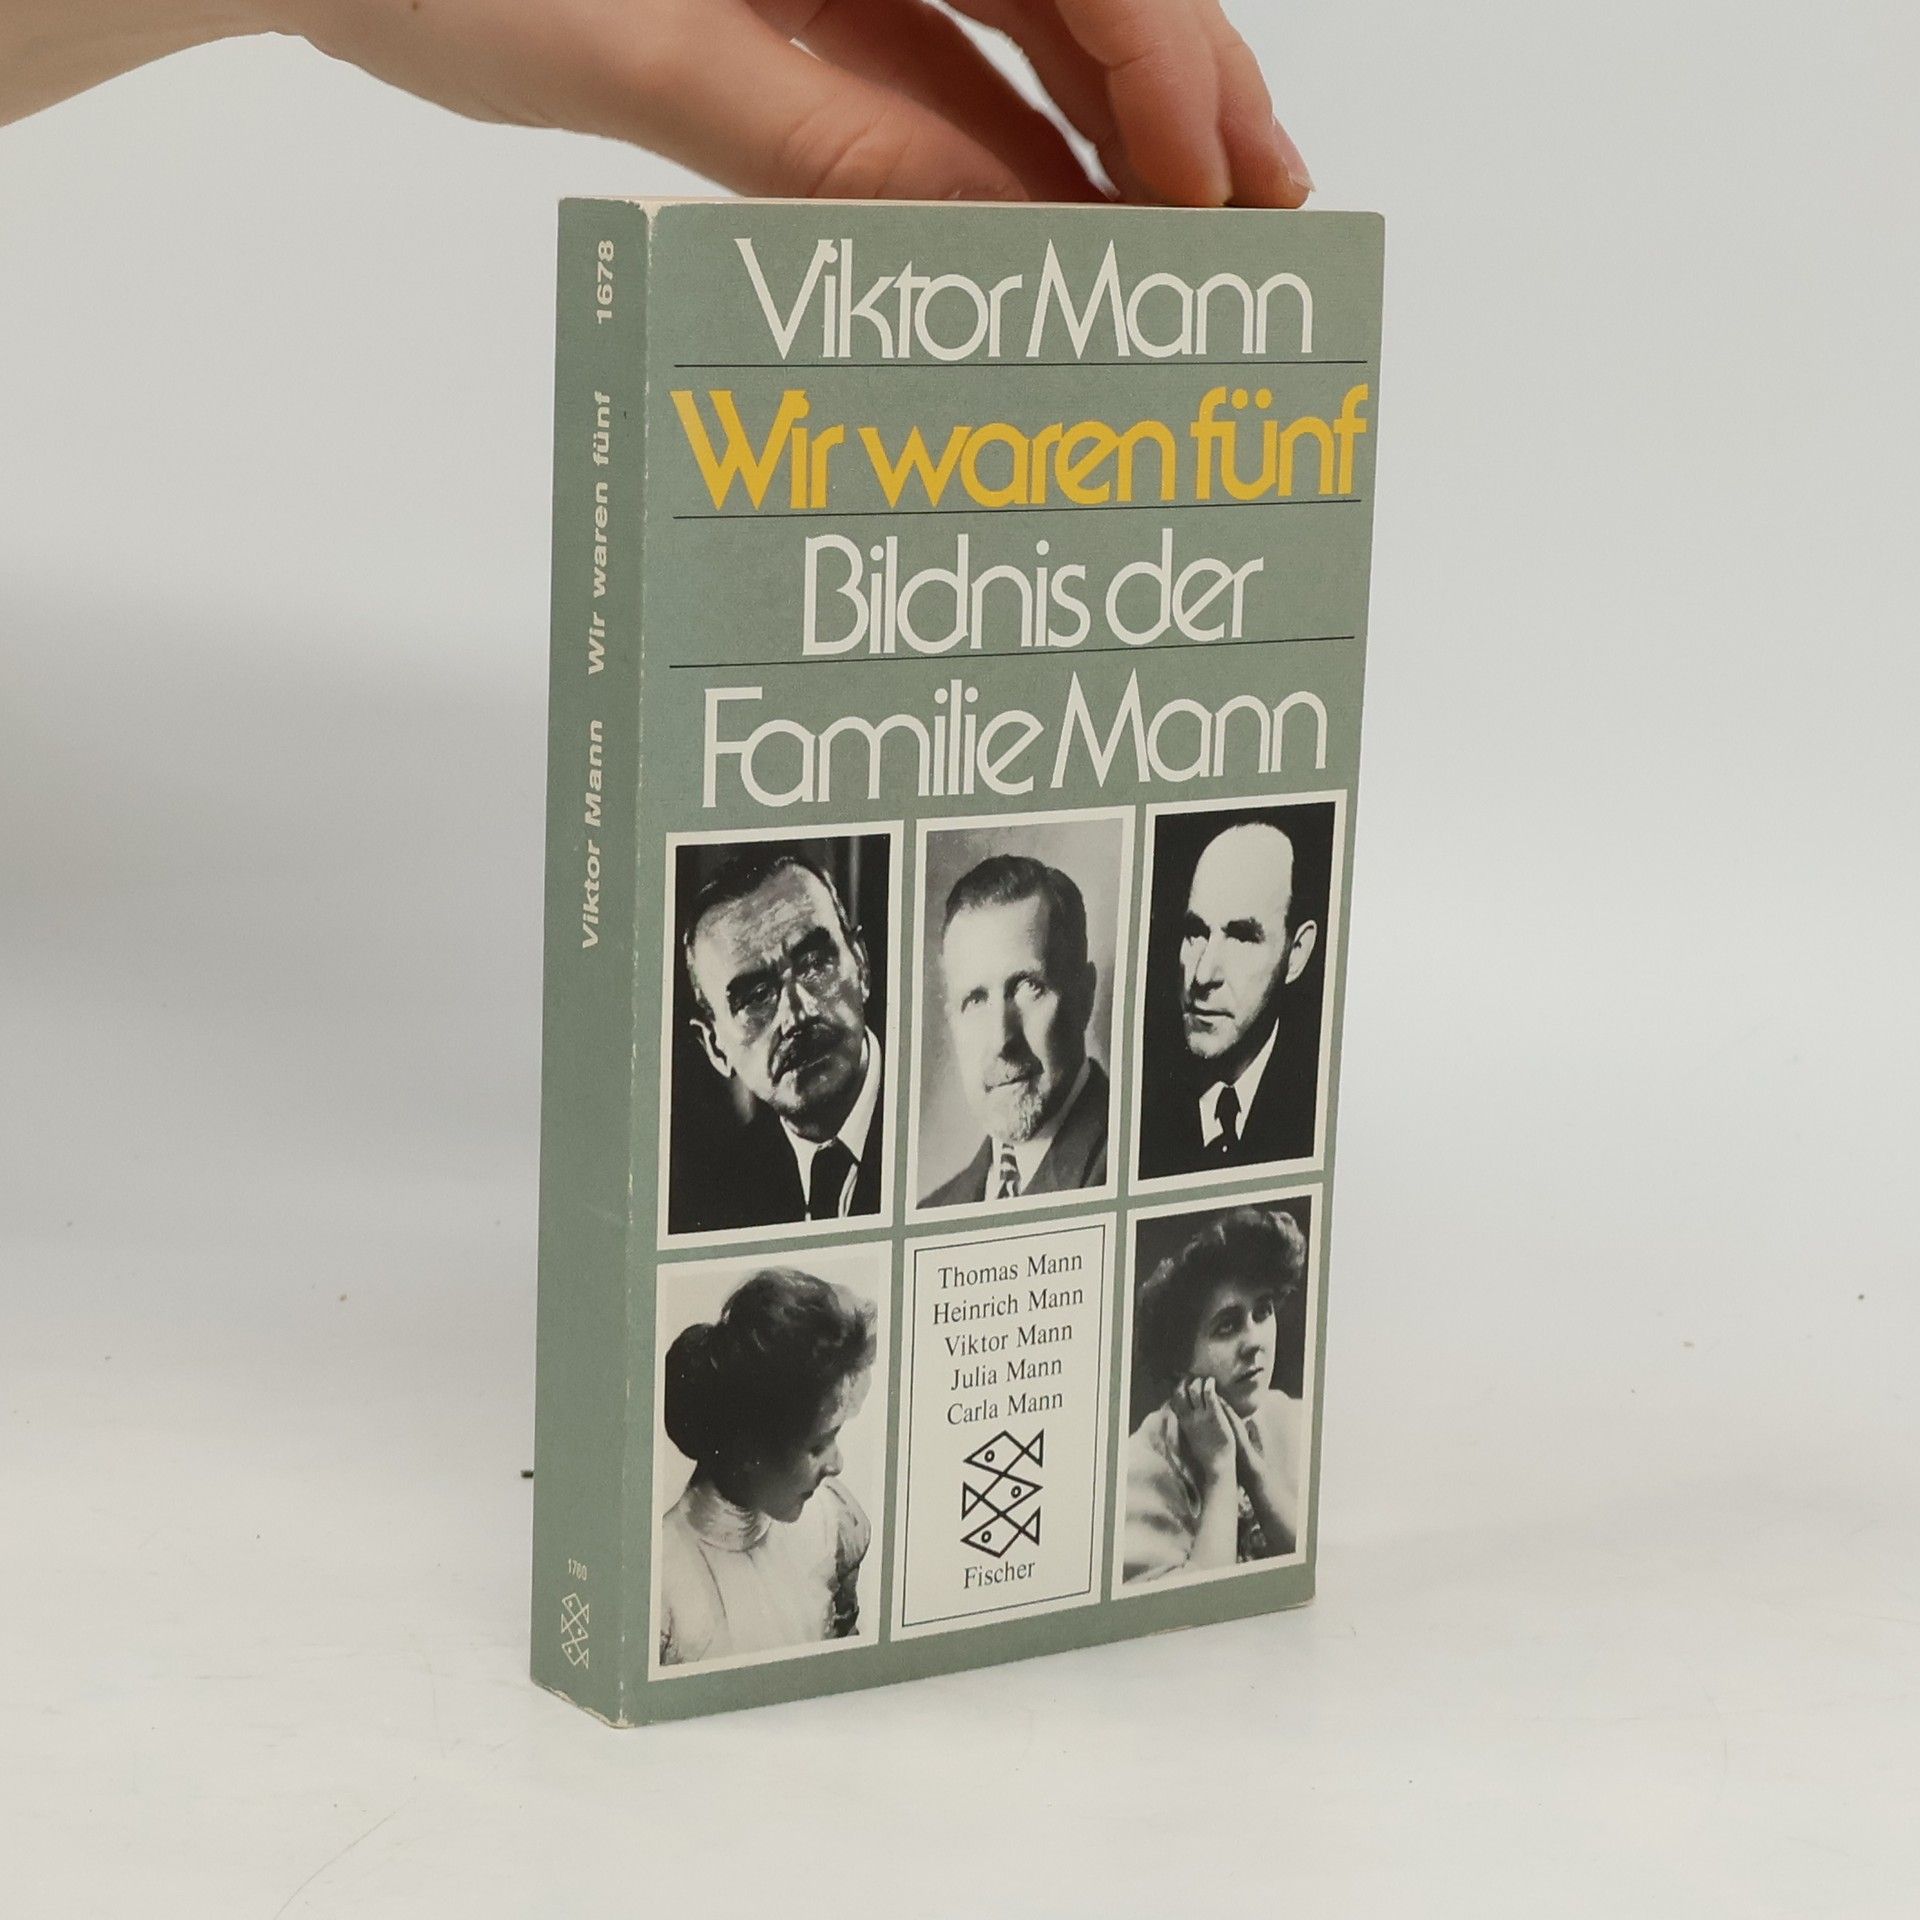 Viktor Mann
Wir waren fünf
Bildnis der
Familie Mann
Thomas Mann
Heinrich Mann
Viktor Mann
Julia Mann
Carla Mann
Fischer
Viktor Mann Wir waren fünf 1678
1780